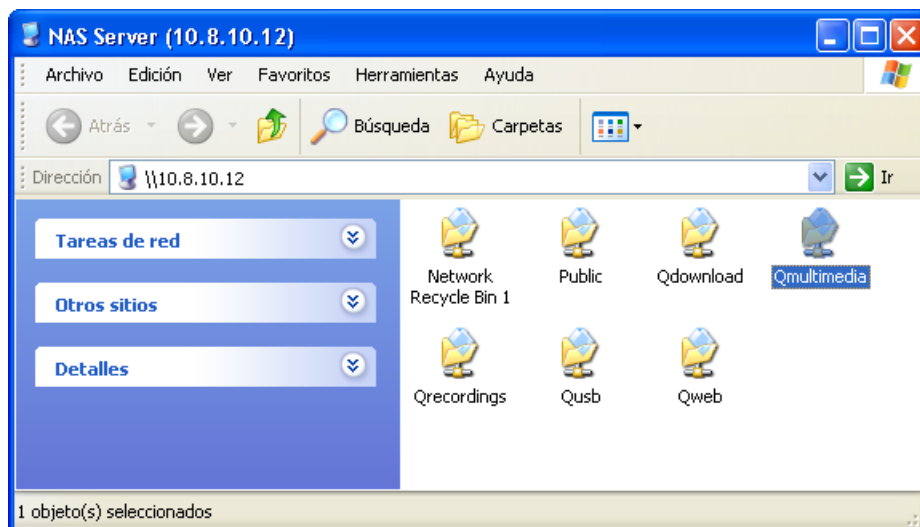 NAS Server (10.8.10.12)
Archivo Edición Ver Favoritos Herramientas Ayuda
Atrás Búsqueda Carpetas
Dirección \\10.8.10.12 Ir
Tareas de red
Otros sitios
Detalles
Network Recycle Bin 1
Public
Qdownload
Qmultimedia
Qrecordings
Qusb
Qweb
1 objeto(s) seleccionados